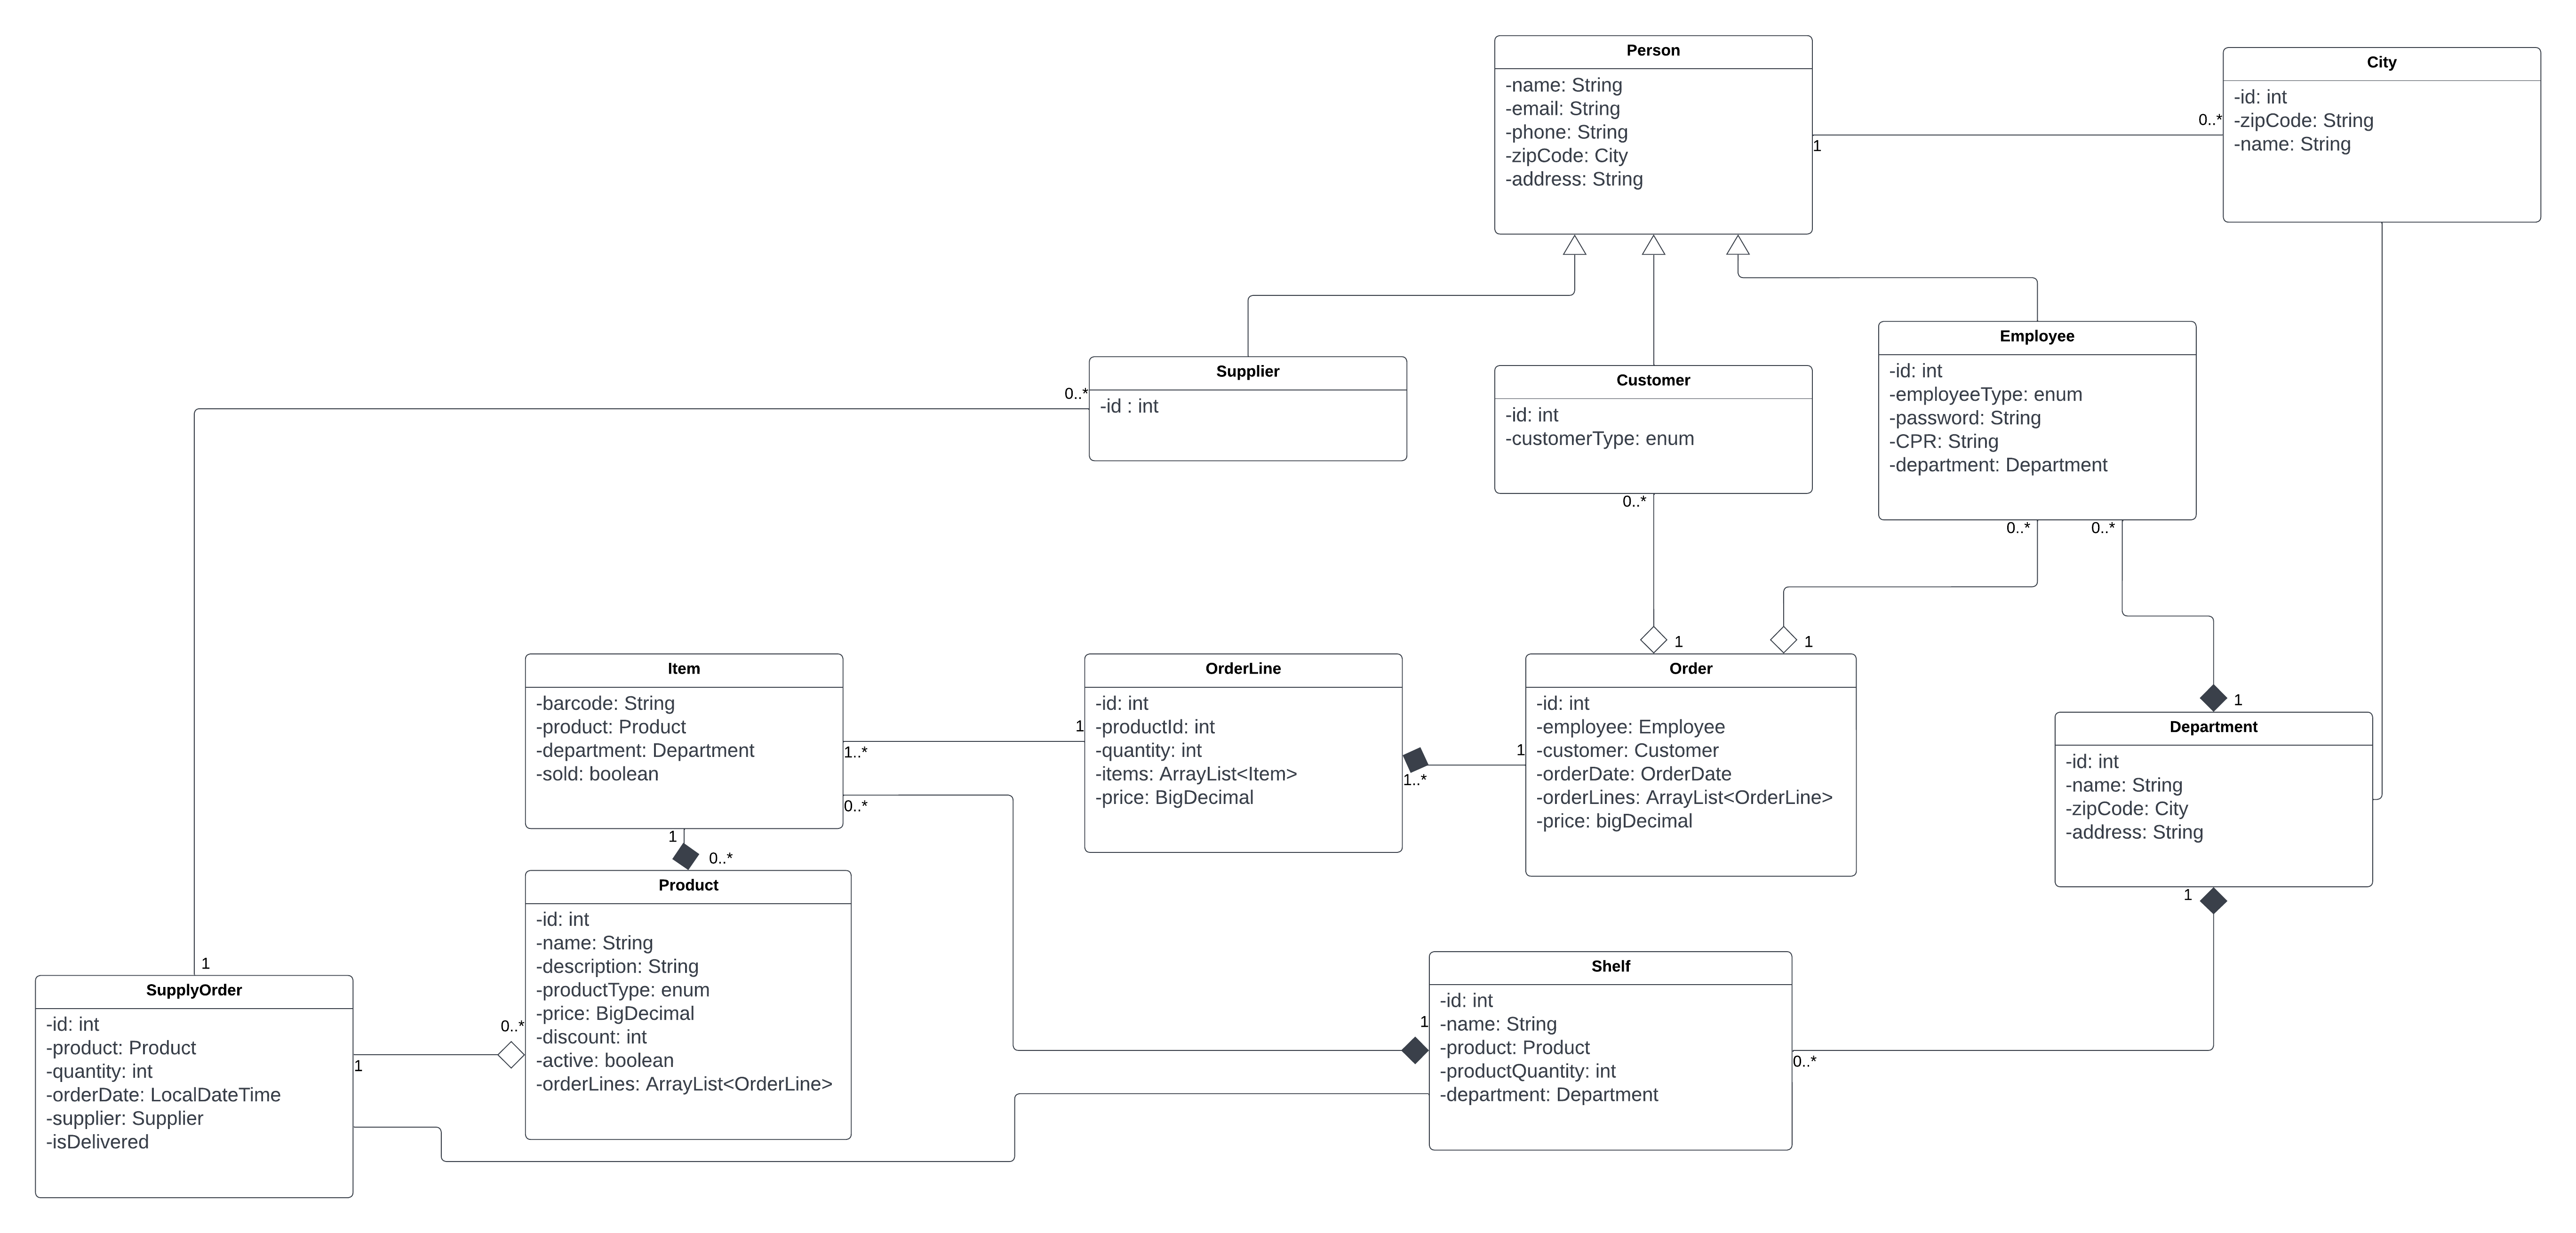 Person
-name: String
-email: String
-phone: String
-zipCode: City
-address: String
City
-id: int
-zipCode: String
-name: String
1
0..*
Supplier
-id : int
0..*
Customer
-id: int
-customerType: enum
0..*
Employee
-id: int
-employeeType: enum
-password: String
-CPR: String
-department: Department
0..*
0..*
1
1
1
Item
-barcode: String
-product: Product
-department: Department
-sold: boolean
1..*
0..*
1
0..*
OrderLine
-id: int
-productId: int
-quantity: int
-items: ArrayList<Item>
-price: BigDecimal
1
1..*
Order
-id: int
-employee: Employee
-customer: Customer
-orderDate: OrderDate
-orderLines: ArrayList<OrderLine>
-price: bigDecimal
1
Department
-id: int
-name: String
-zipCode: City
-address: String
1
Product
-id: int
-name: String
-description: String
-productType: enum
-price: BigDecimal
-discount: int
-active: boolean
-orderLines: ArrayList<OrderLine>
0..*
1
SupplyOrder
-id: int
-product: Product
-quantity: int
-orderDate: LocalDateTime
-supplier: Supplier
-isDelivered
1
Shelf
-id: int
-name: String
-product: Product
-productQuantity: int
-department: Department
1
0..*